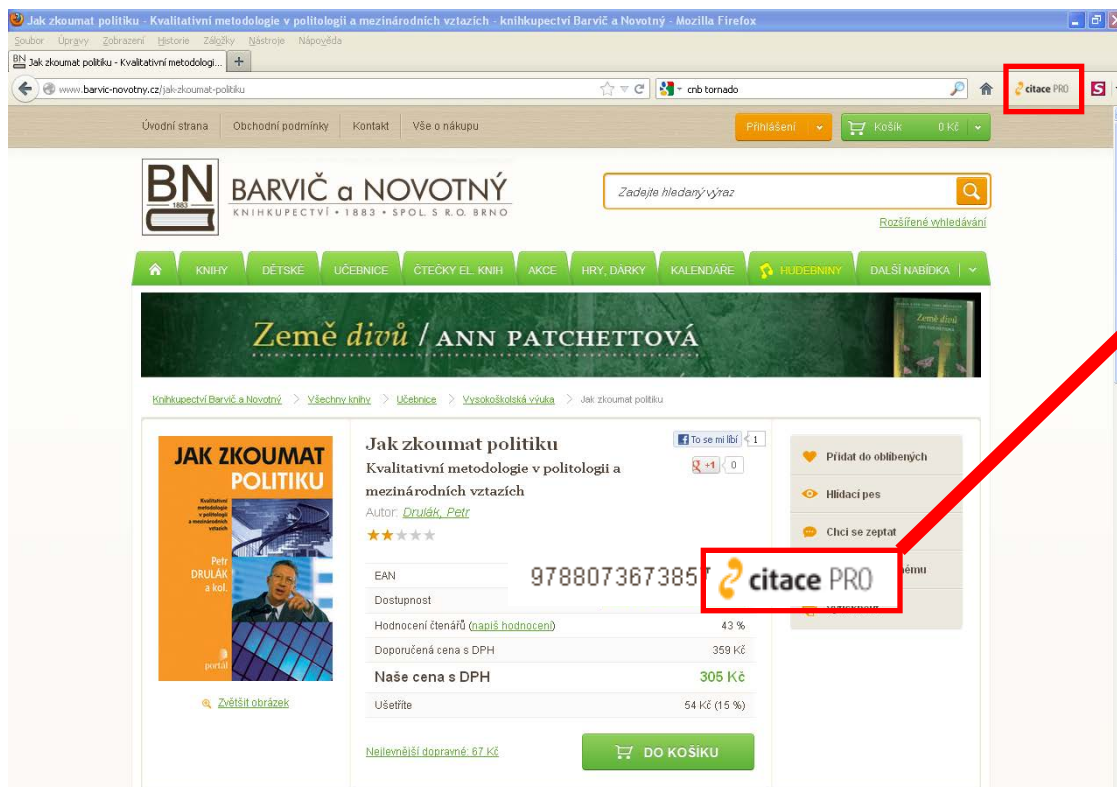 Jak zkoumat politiku - Kvalitativní metodologie v politologii a mezinárodních vztazích - knihkupectví Barvič a Novotný - Mozilla Firefox
Soubor Úpravy Zobrazení Historie Záložky Nástroje Nápověda
BN Jak zkoumat politiku - Kvalitativní metodologi... +
www.barvic-novotny.cz/jak-zkoumat-politiku cnb tornado citace PRO S
Úvodní strana Obchodní podmínky Kontakt Vše o nákupu Přihlášení Košík 0 Kč
BN 1883 BARVIČ a NOVOTNÝ
KNIHKUPECTVÍ • 1883 • SPOL. S R.O. BRNO
Zadejte hledaný výraz
Rozšířené vyhledávání
KNIHY DĚTSKÉ UČEBNICE ČTEČKY EL. KNIH AKCE HRY, DÁRKY KALENDÁŘE HUDEBNINY DALŠÍ NABÍDKA
Země divů / ANN PATCHETTOVÁ
Země divů
Knihkupectví Barvič a Novotný > Všechny knihy > Učebnice > Vysokoškolská výuka > Jak zkoumat politiku
JAK ZKOUMAT
POLITIKU
Kvalitativní
metodologie
v politologii
a mezinárodních
vztazích
Petr
DRULÁK
a kol.
portál
Zvětšit obrázek
Jak zkoumat politiku
Kvalitativní metodologie v politologii a
mezinárodních vztazích
Autor: Drulák, Petr
To se mi líbí 1
+1 0
EAN 9788073673857
citace PRO
Dostupnost
Hodnocení čtenářů (napiš hodnocení) 43 %
Doporučená cena s DPH 359 Kč
Naše cena s DPH 305 Kč
Ušetříte 54 Kč (15 %)
Nejlevnější dopravné: 67 Kč DO KOŠÍKU
Přidat do oblíbených
Hlídací pes
Chci se zeptat